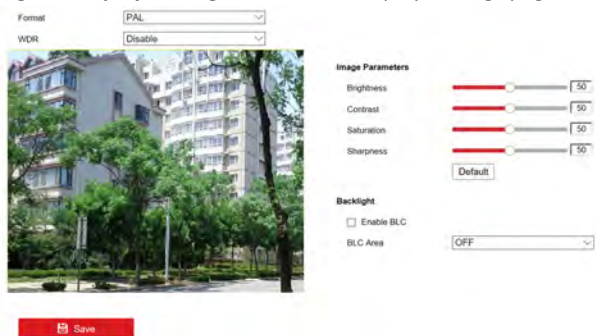 Format PAL
WDR Disable
Image Parameters
Brightness 50
Contrast 50
Saturation 50
Sharpness 50
Default
Backlight
Enable BLC
BLC Area OFF
Save